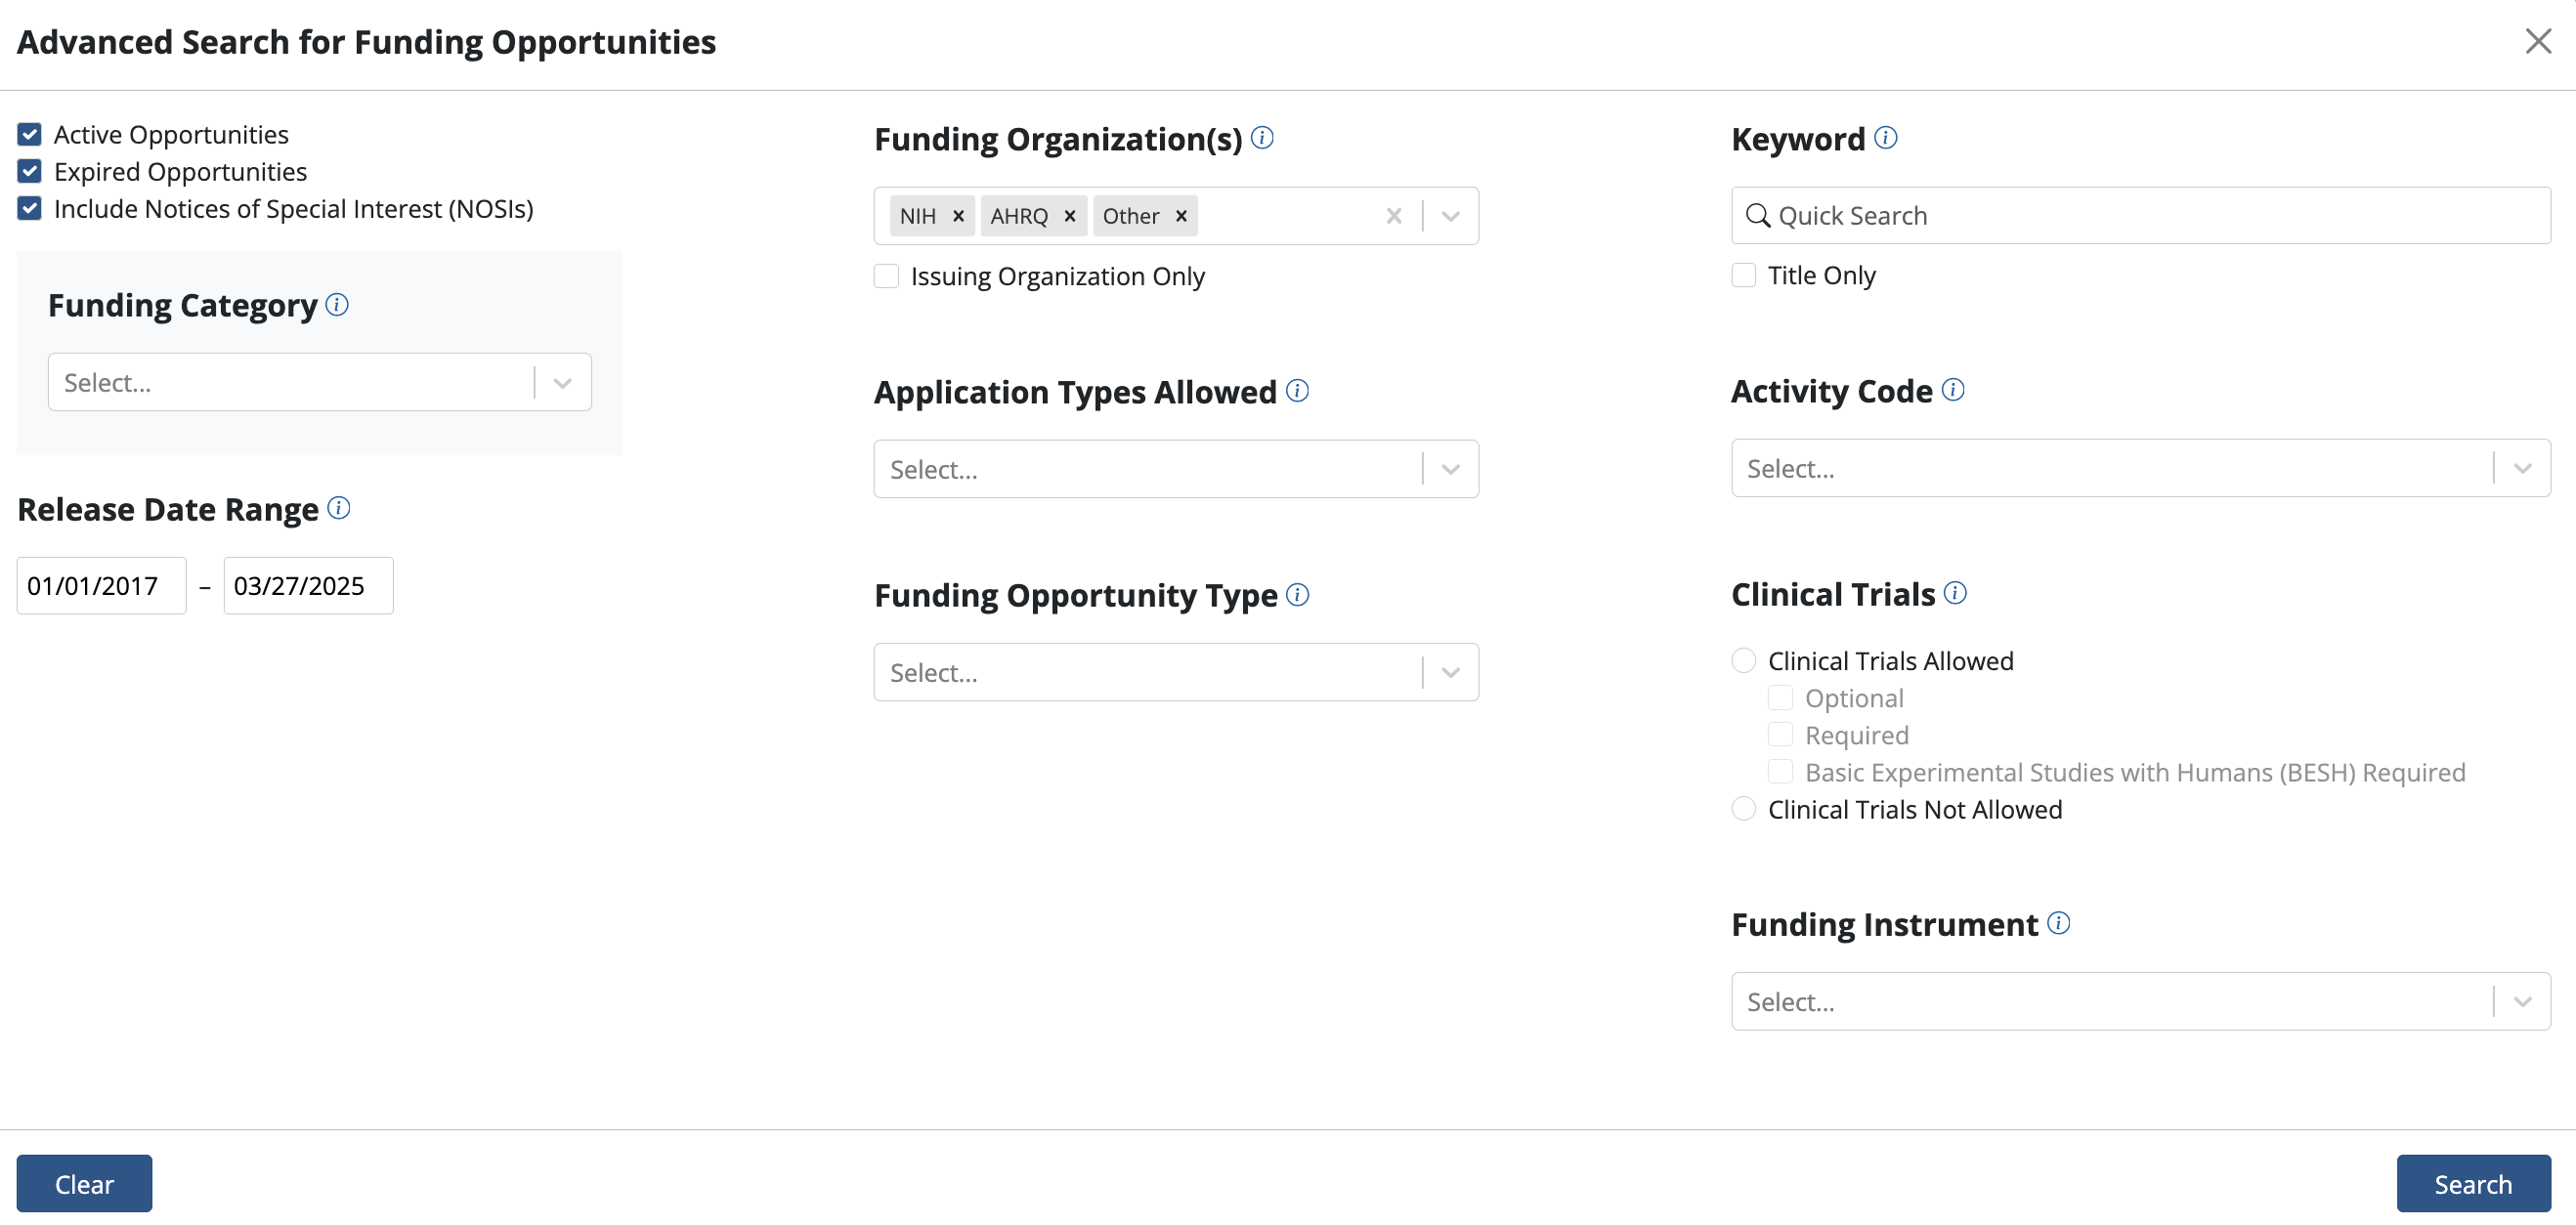 Advanced Search for Funding Opportunities
Active Opportunities
Expired Opportunities
Include Notices of Special Interest (NOSIs)
Funding Category
Select...
Release Date Range
01/01/2017 – 03/27/2025
Funding Organization(s)
NIH AHRQ Other
Issuing Organization Only
Application Types Allowed
Select...
Funding Opportunity Type
Select...
Keyword
Quick Search
Title Only
Activity Code
Select...
Clinical Trials
Clinical Trials Allowed
Optional
Required
Basic Experimental Studies with Humans (BESH) Required
Clinical Trials Not Allowed
Funding Instrument
Select...
Clear
Search